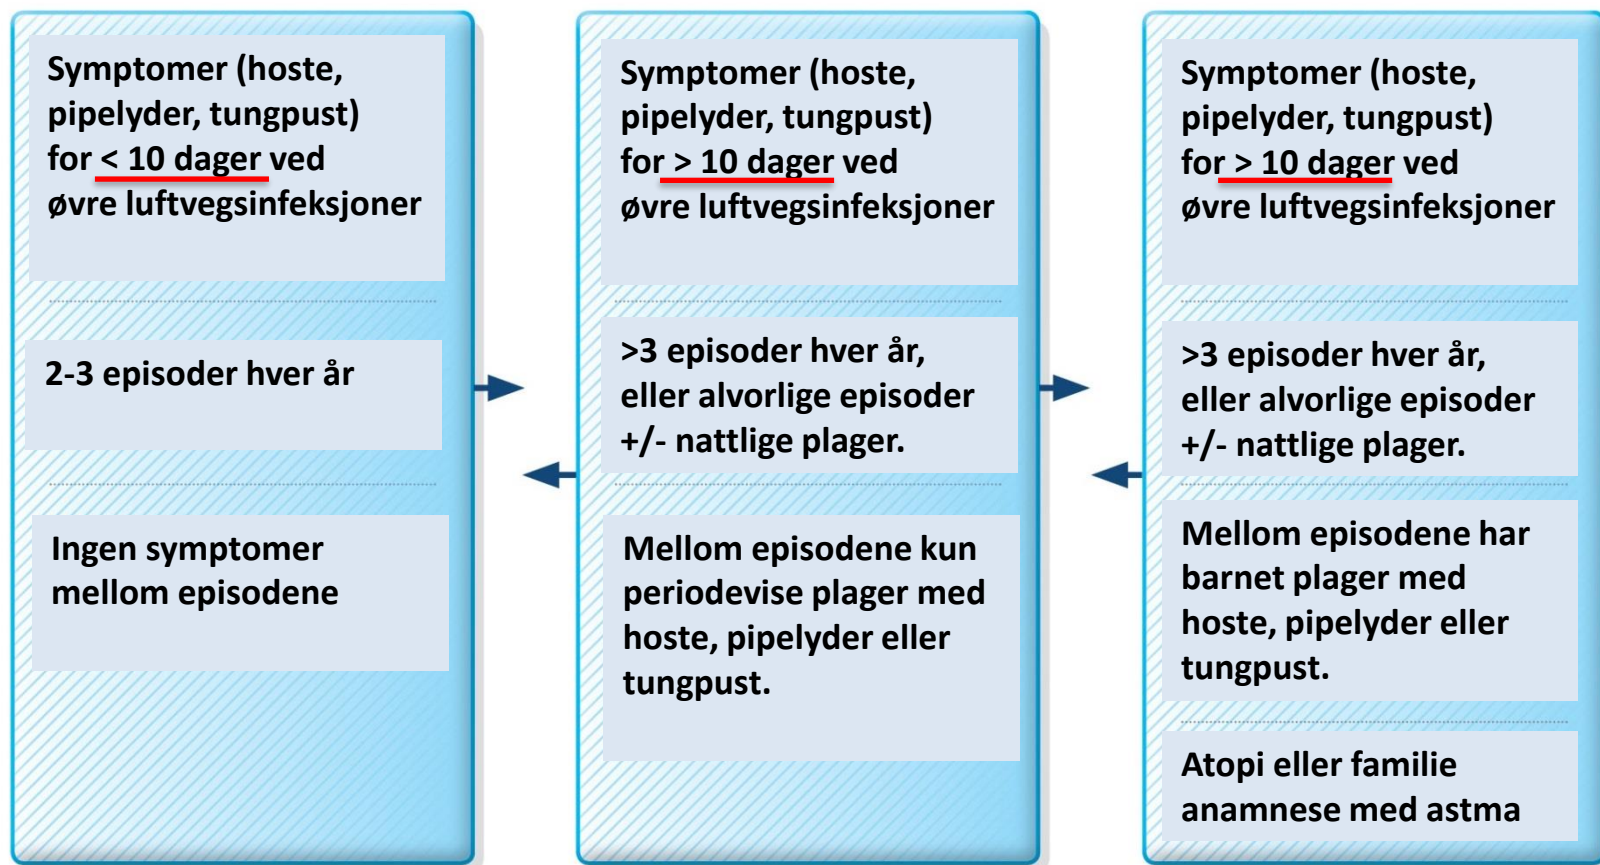 Symptomer (hoste,
pipelyder, tungpust)
for < 10 dager ved
øvre luftvegsinfeksjoner
2-3 episoder hver år
Ingen symptomer
mellom episodene
Symptomer (hoste,
pipelyder, tungpust)
for > 10 dager ved
øvre luftvegsinfeksjoner
>3 episoder hver år,
eller alvorlige episoder
+/- nattlige plager.
Mellom episodene kun
periodevise plager med
hoste, pipelyder eller
tungpust.
Symptomer (hoste,
pipelyder, tungpust)
for > 10 dager ved
øvre luftvegsinfeksjoner
>3 episoder hver år,
eller alvorlige episoder
+/- nattlige plager.
Mellom episodene har
barnet plager med
hoste, pipelyder eller
tungpust.
Atopi eller familie
anamnese med astma